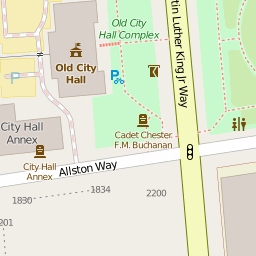 Old City
Hall Complex
tin Luther King Jr Way
Old City
Hall
City Hall
Annex
Cadet Chester
F.M. Buchanan
City Hall
Annex
Allston Way
1834
2200
1830
201